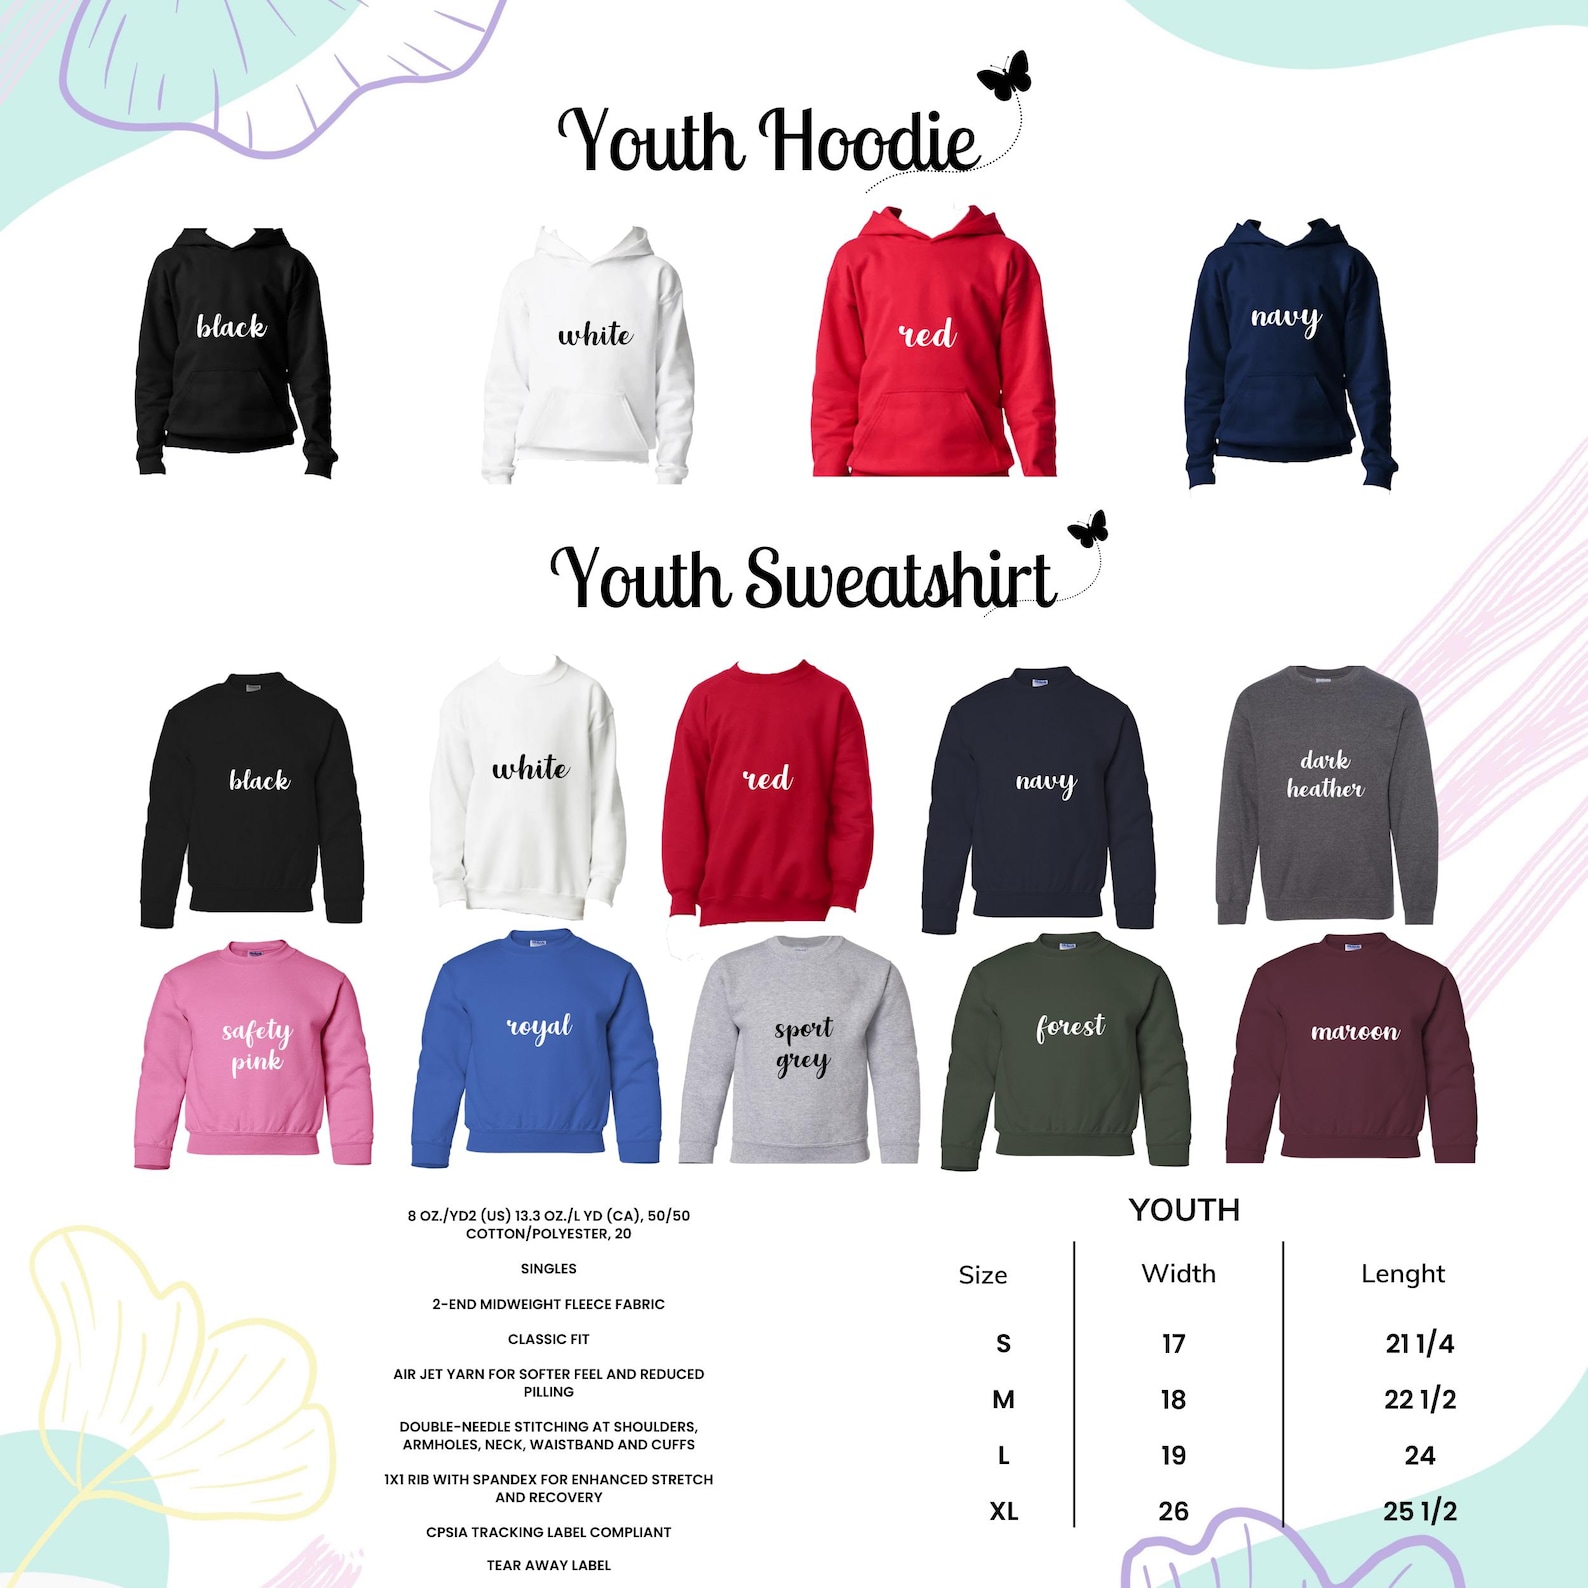 Youth Hoodie
black
white
red
navy
Youth Sweatshirt
black
white
red
navy
dark
heather
safety
pink
royal
sport
grey
forest
maroon
8 OZ./YD2 (US) 13.3 OZ./L YD (CA), 50/50
COTTON/POLYESTER, 20
SINGLES
2-END MIDWEIGHT FLEECE FABRIC
CLASSIC FIT
AIR JET YARN FOR SOFTER FEEL AND REDUCED
PILLING
DOUBLE-NEEDLE STITCHING AT SHOULDERS,
ARMHOLES, NECK, WAISTBAND AND CUFFS
1X1 RIB WITH SPANDEX FOR ENHANCED STRETCH
AND RECOVERY
CPSIA TRACKING LABEL COMPLIANT
TEAR AWAY LABEL
YOUTH
Size Width Lenght
S 17 21 1/4
M 18 22 1/2
L 19 24
XL 26 25 1/2